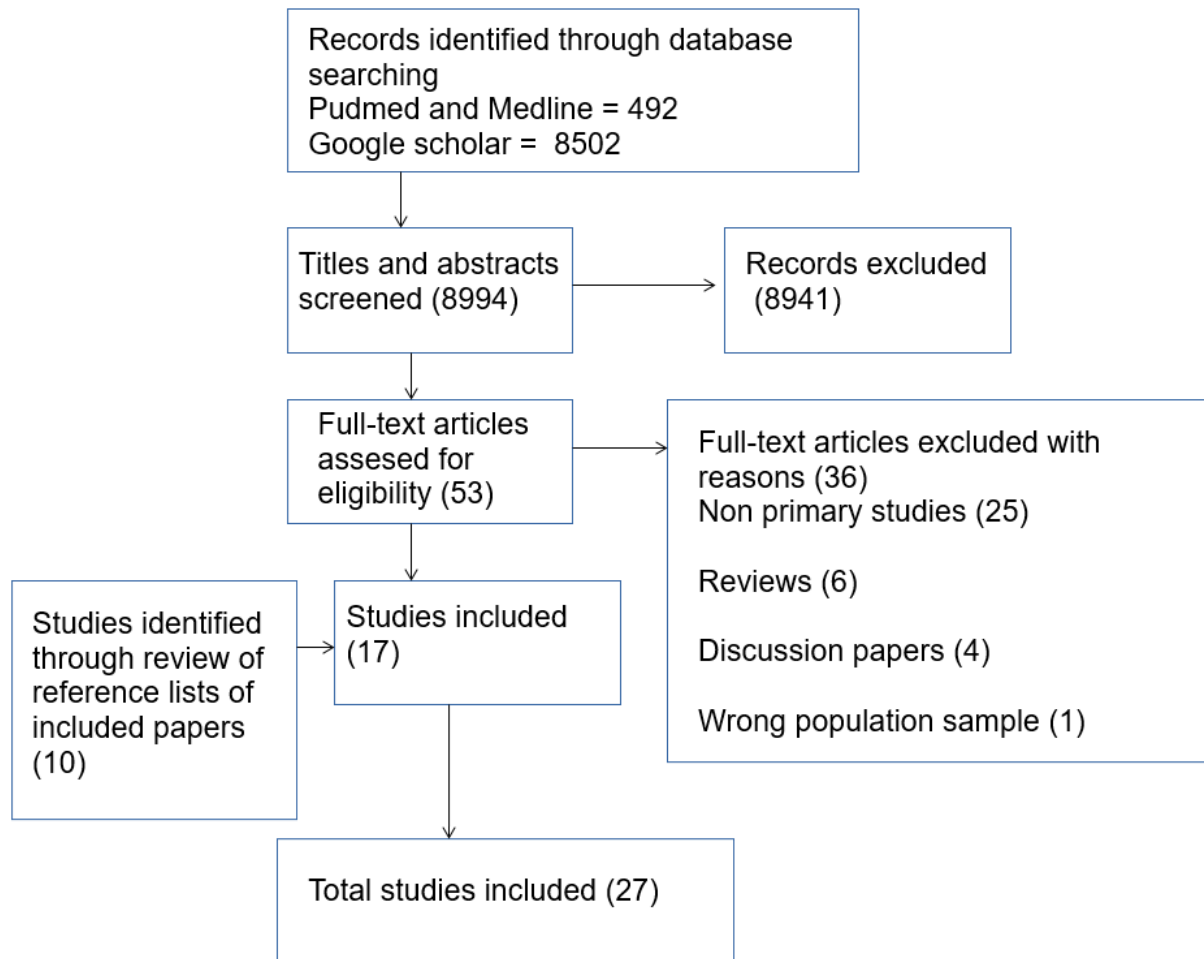 Records identified through database
searching
Pudmed and Medline = 492
Google scholar =  8502
Titles and abstracts
screened (8994)
Records excluded
(8941)
Full-text articles
assesed for
eligibility (53)
Full-text articles excluded with
reasons (36)
Non primary studies (25)
Reviews (6)
Discussion papers (4)
Wrong population sample (1)
Studies identified
through review of
reference lists of
included papers
(10)
Studies included
(17)
Total studies included (27)